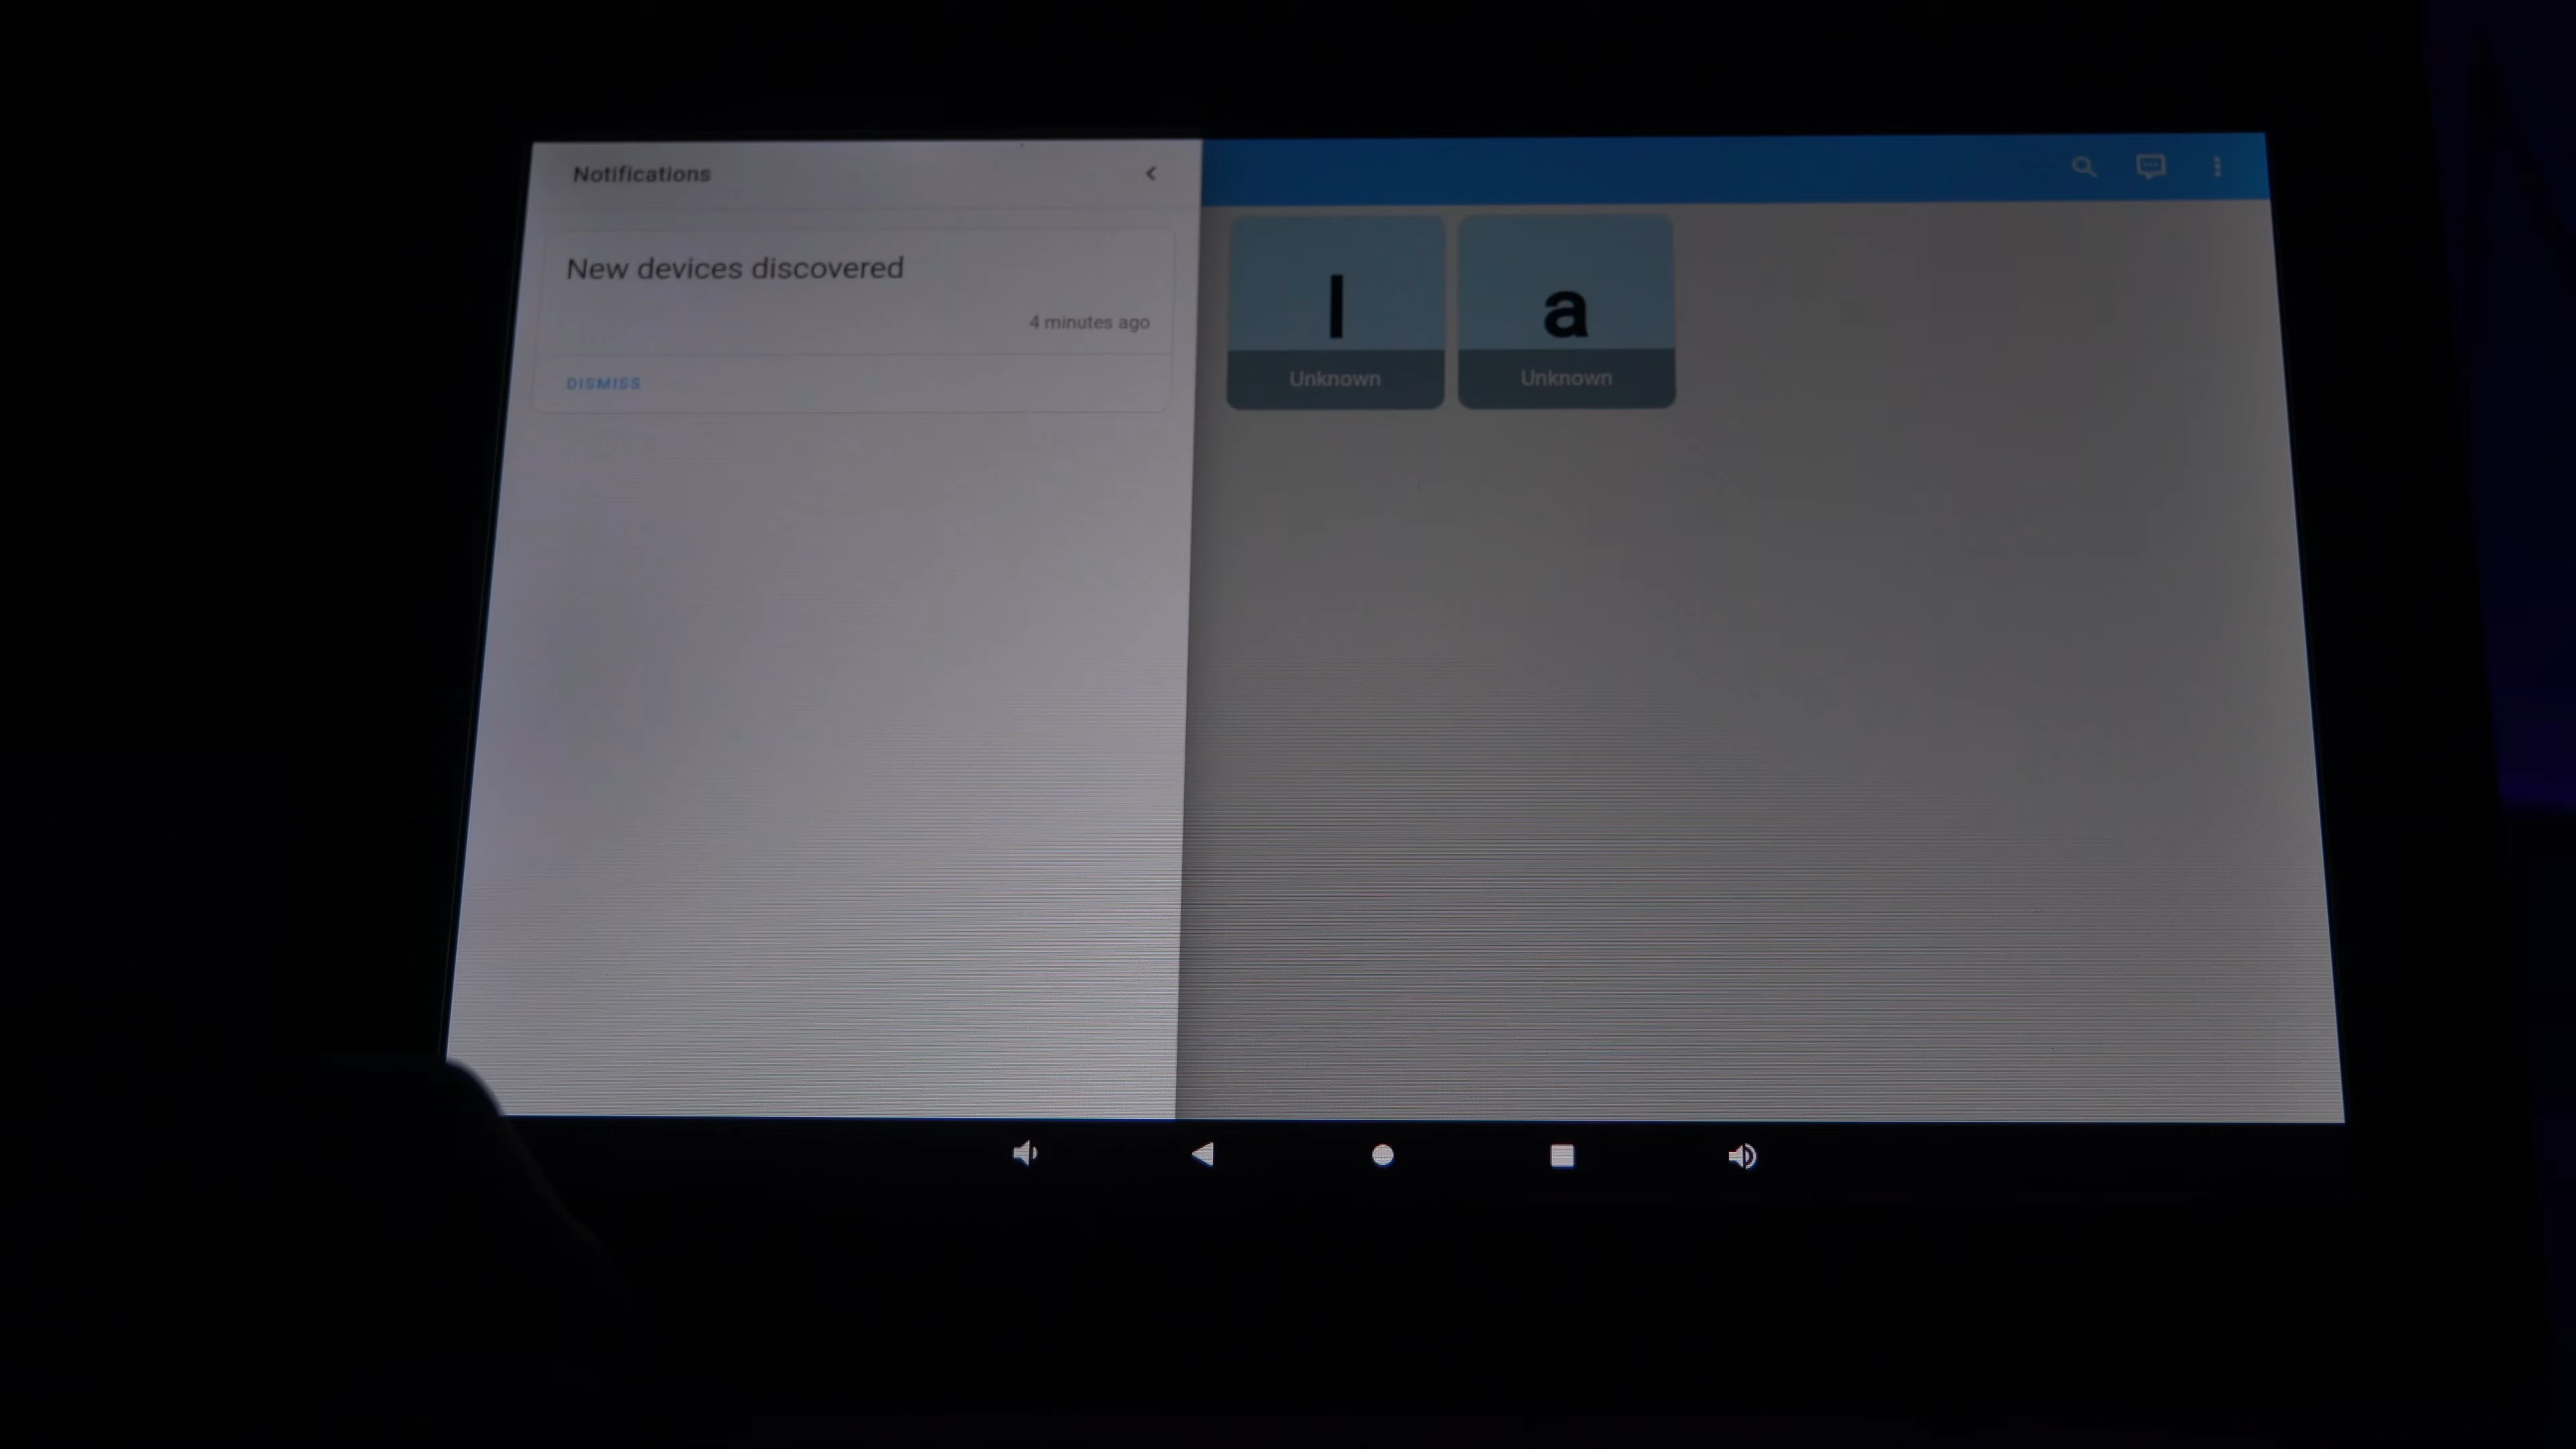 Notifications
New devices discovered
4 minutes ago
DISMISS
l
a
Unknown
Unknown